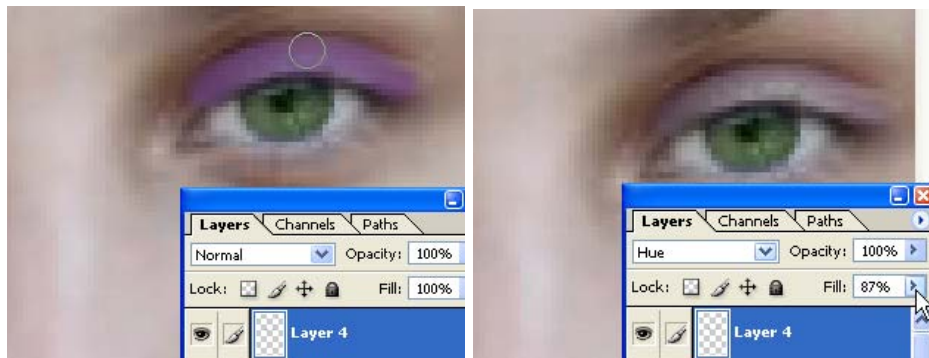 Layers Channels Paths
Normal Opacity: 100%
Lock: Fill: 100%
Layer 4
Layers Channels Paths
Hue Opacity: 100%
Lock: Fill: 87%
Layer 4